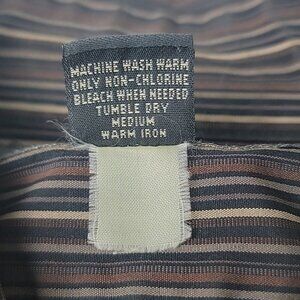 MACHINE WASH WARM
ONLY NON-CHLORINE
BLEACH WHEN NEEDED
TUMBLE DRY
MEDIUM
WARM IRON